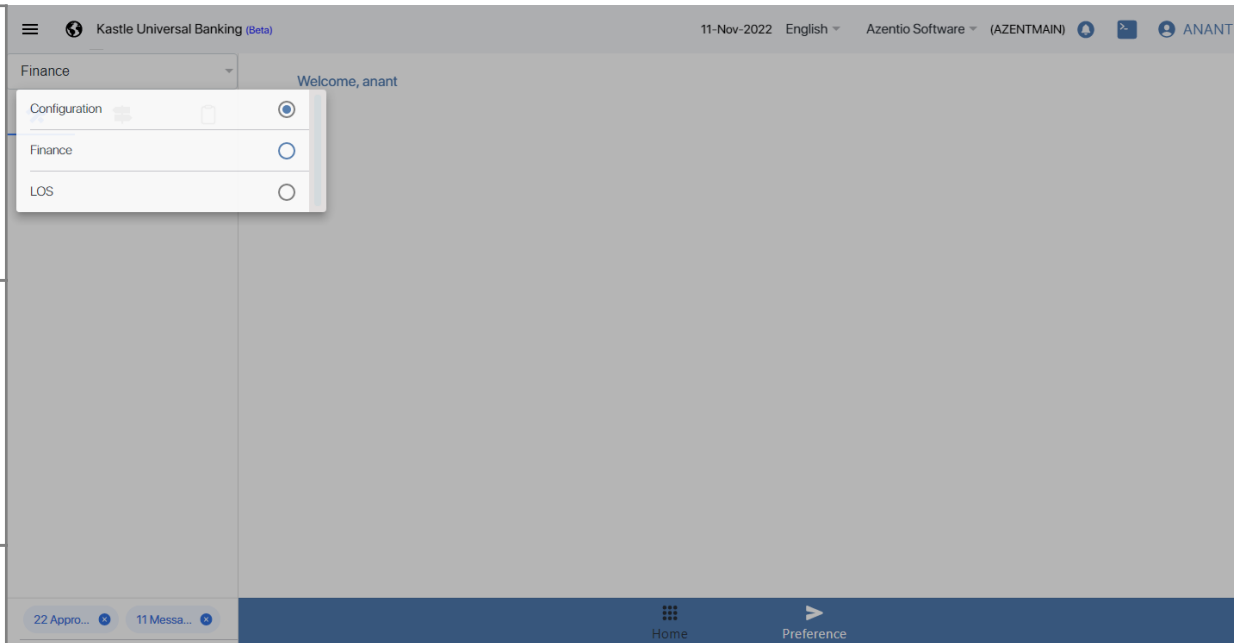 Kastle Universal Banking (Beta) 11-Nov-2022 English Azentio Software (AZENTMAIN) ANANT
Finance
Welcome, anant
Configuration
Finance
LOS
22 Appro... 11 Messa...
Home Preference